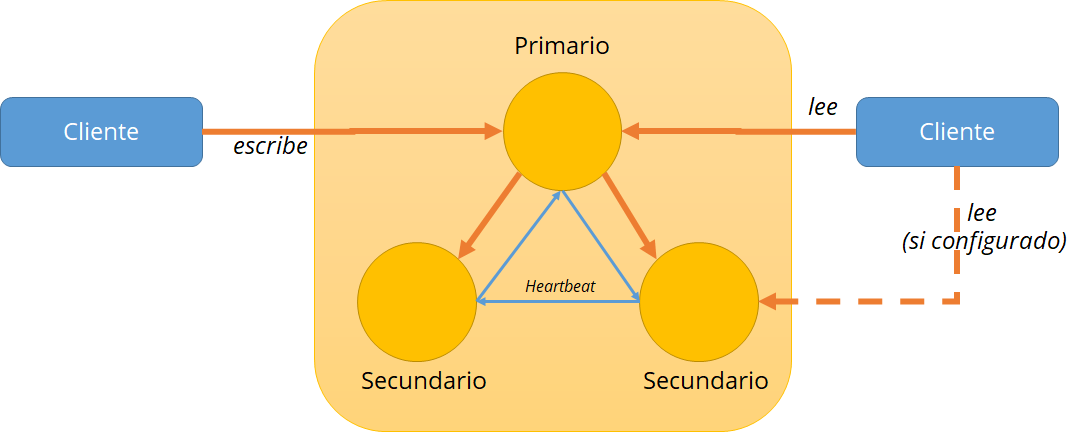 Primario
Cliente
escribe
lee
Cliente
lee
(si configurado)
Heartbeat
Secundario
Secundario